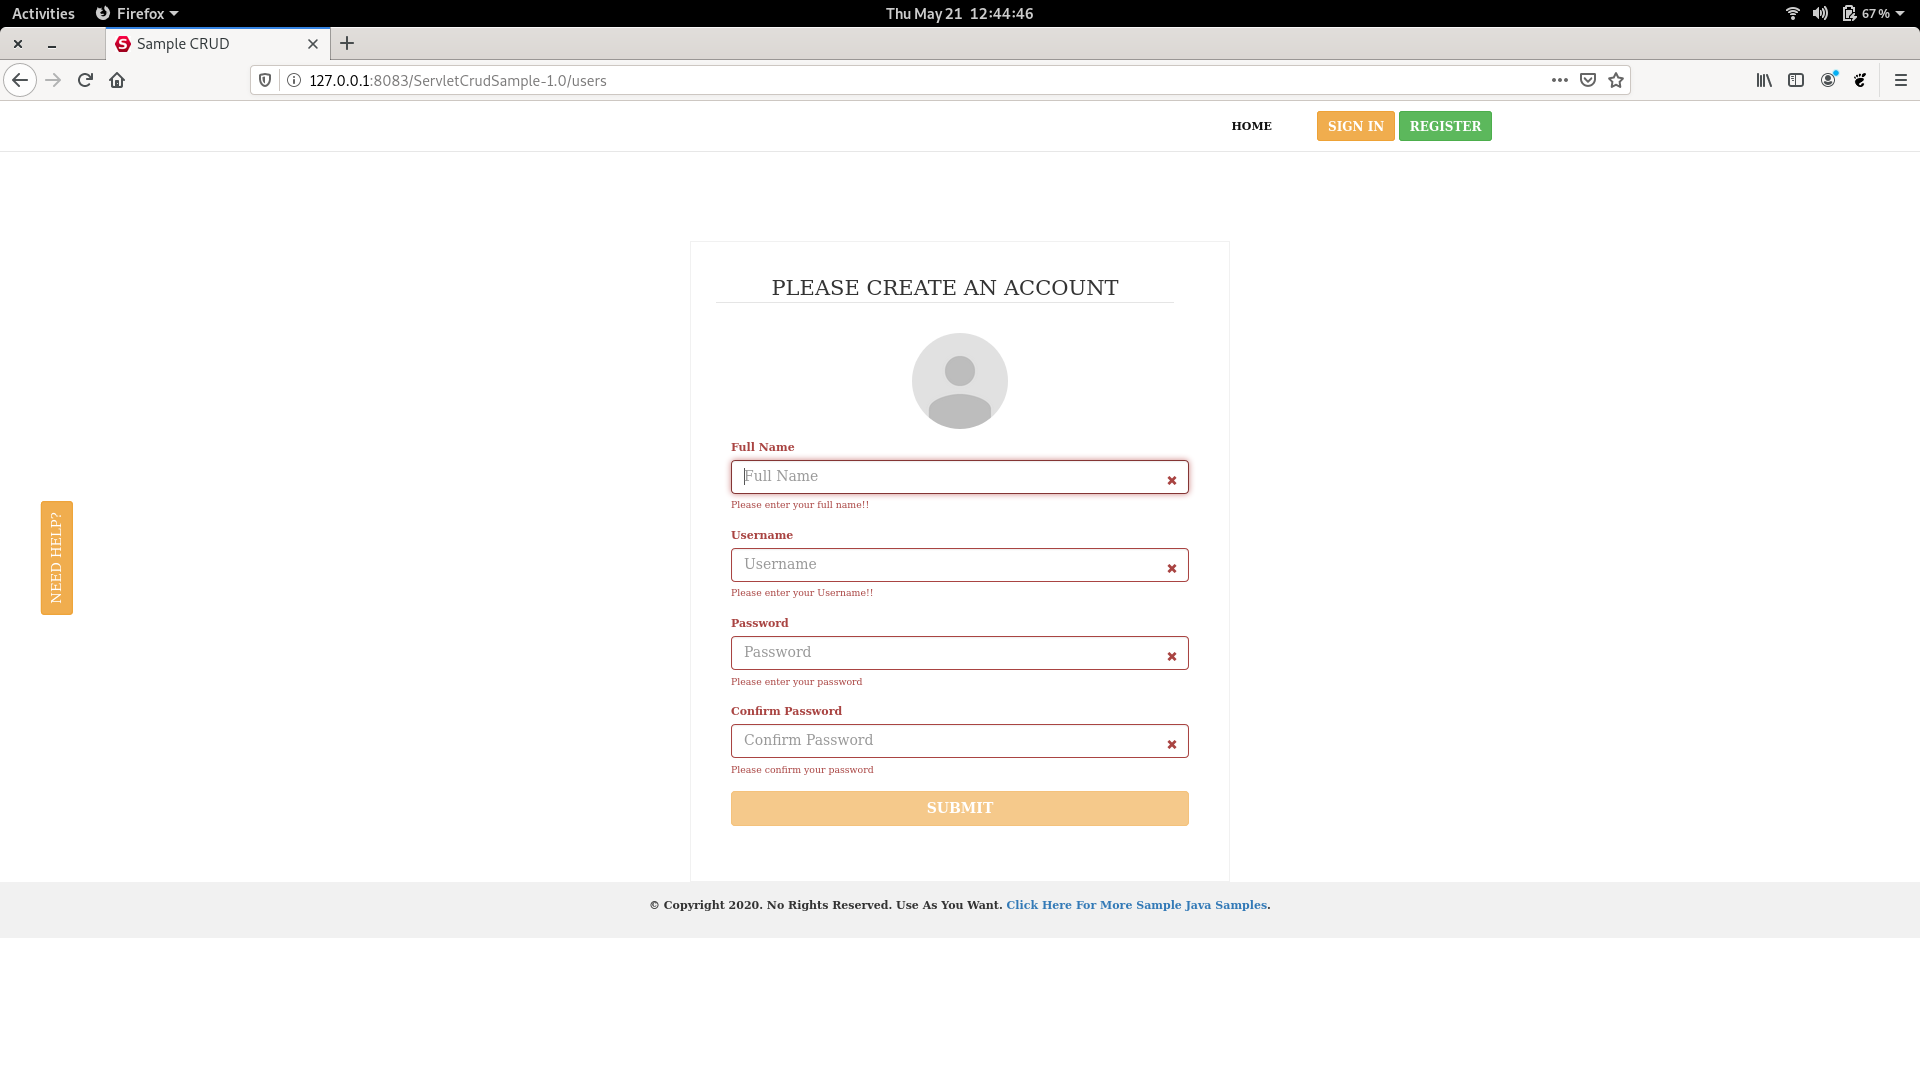 Activities Firefox Thu May 21 12:44:46 67 %
Sample CRUD
127.0.0.1:8083/ServletCrudSample-1.0/users
HOME SIGN IN REGISTER
PLEASE CREATE AN ACCOUNT
Full Name
Full Name
Please enter your full name!!
Username
Username
Please enter your Username!!
NEED HELP?
Password
Password
Please enter your password
Confirm Password
Confirm Password
Please confirm your password
SUBMIT
© Copyright 2020. No Rights Reserved. Use As You Want. Click Here For More Sample Java Samples.